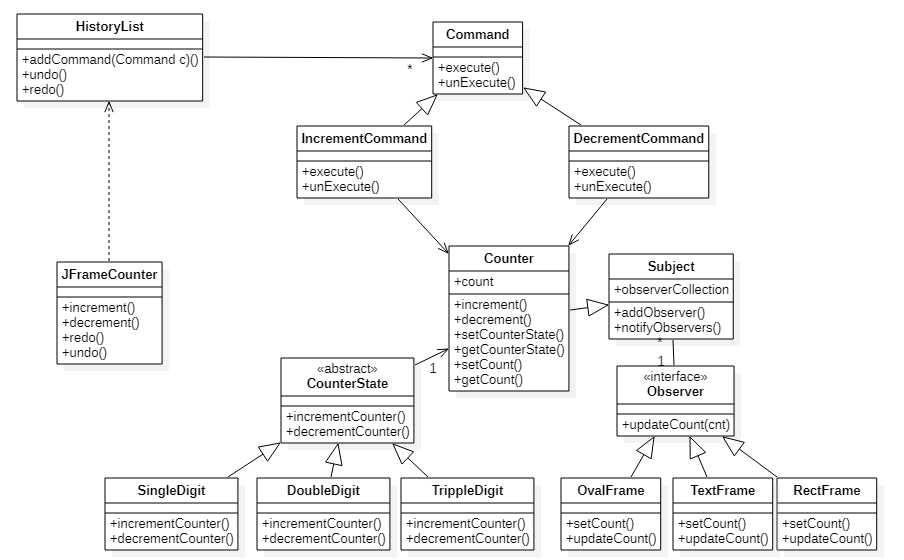 HistoryList
+addCommand(Command c)()
+undo()
+redo()
*
Command
+execute()
+unExecute()
IncrementCommand
+execute()
+unExecute()
DecrementCommand
+execute()
+unExecute()
JFrameCounter
+increment()
+decrement()
+redo()
+undo()
Counter
+count
+increment()
+decrement()
+setCounterState()
+getCounterState()
+setCount()
+getCount()
Subject
+observerCollection
+addObserver()
+notifyObservers()
*
1
«abstract»
CounterState
+incrementCounter()
+decrementCounter()
1
«interface»
Observer
+updateCount(cnt)
SingleDigit
+incrementCounter()
+decrementCounter()
DoubleDigit
+incrementCounter()
+decrementCounter()
TrippleDigit
+incrementCounter()
+decrementCounter()
OvalFrame
+setCount()
+updateCount()
TextFrame
+setCount()
+updateCount()
RectFrame
+setCount()
+updateCount()